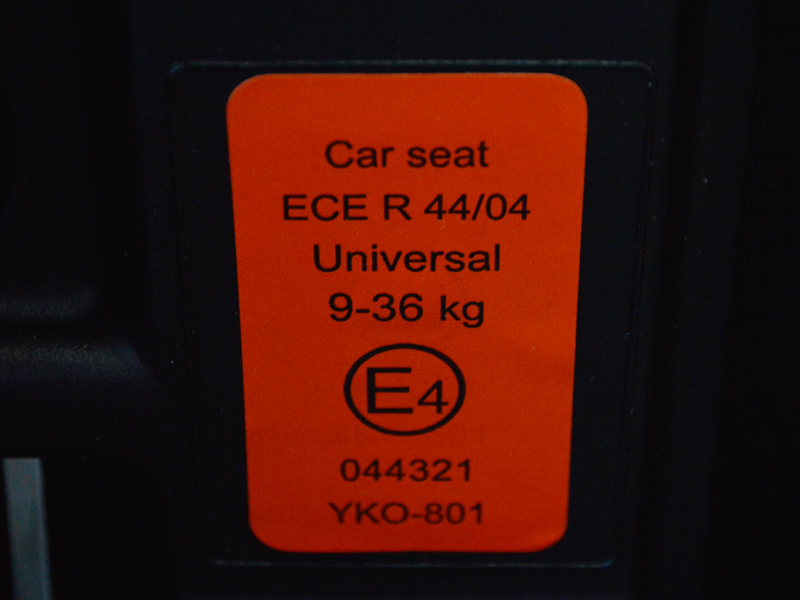 Car seat
ECE R 44/04
Universal
9-36 kg
E4
044321
YKO-801